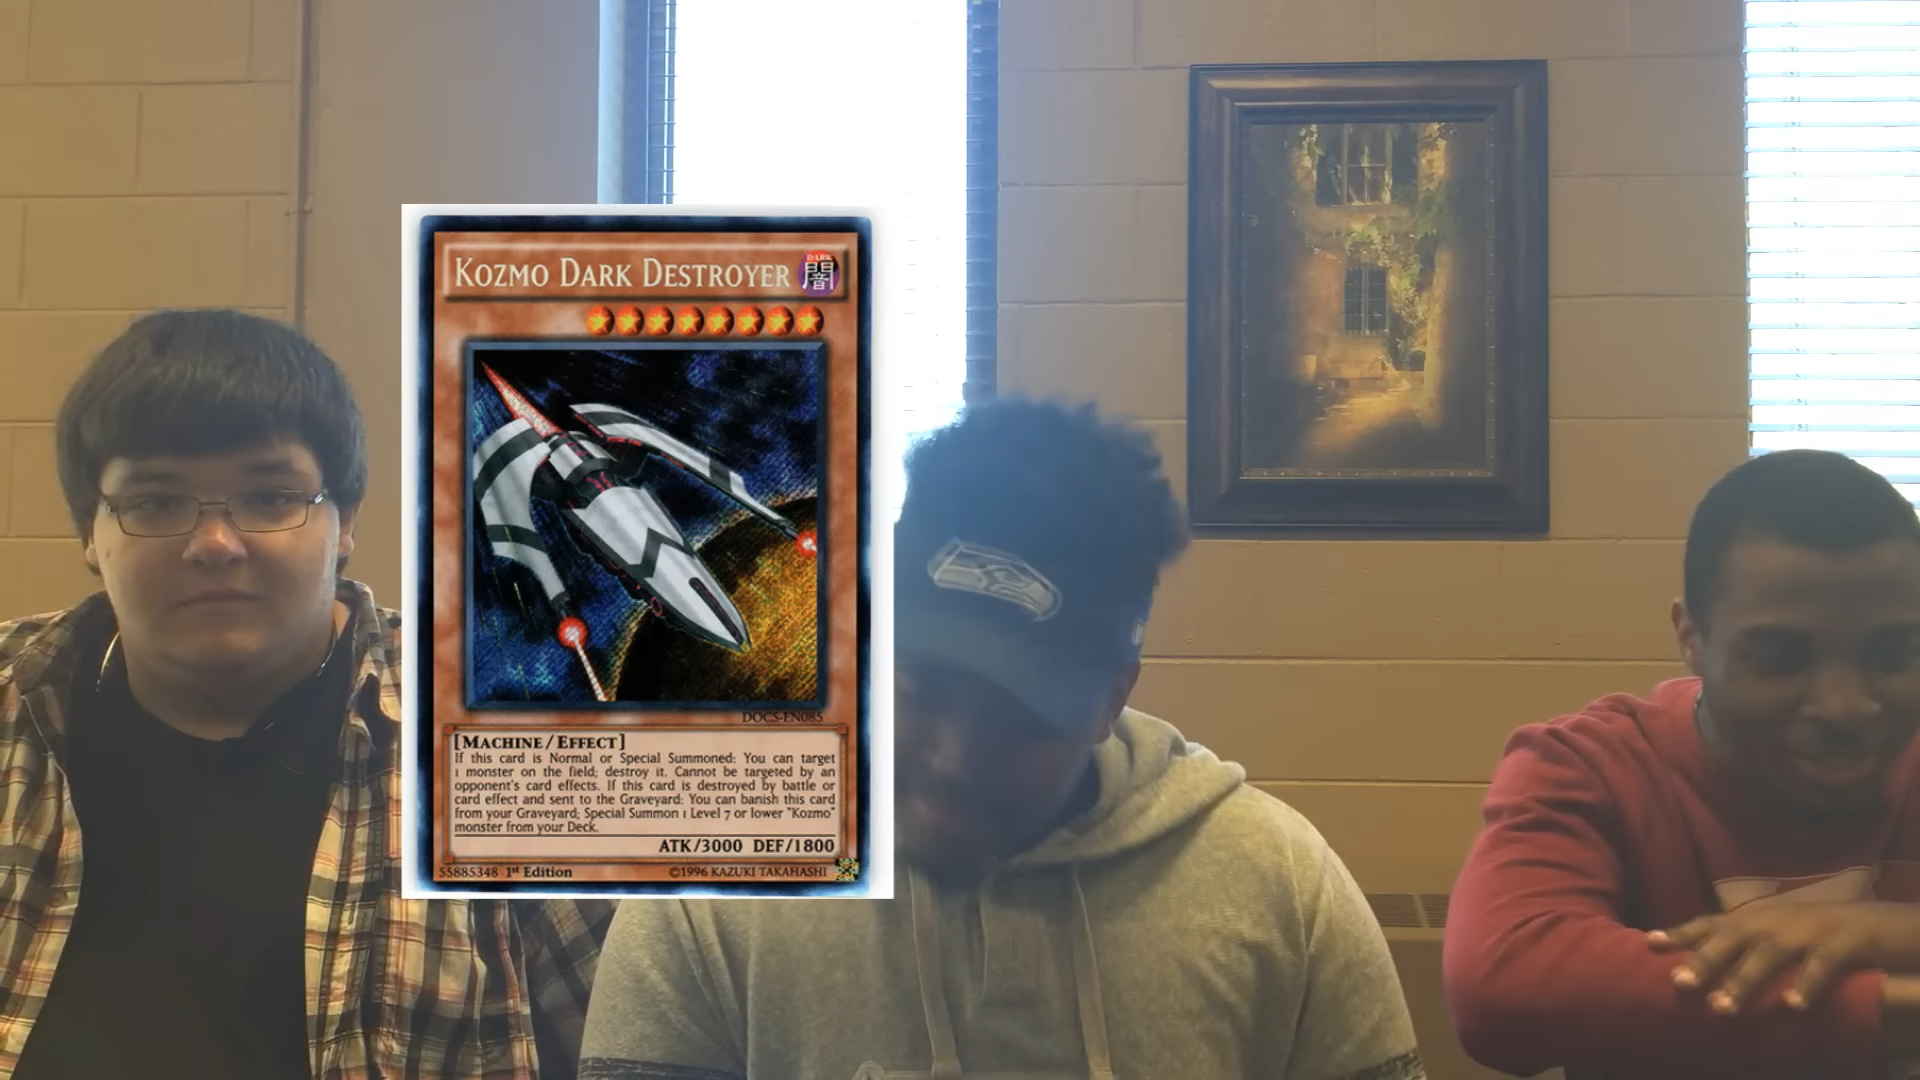 KOZMO DARK DESTROYER
DARK
闇
DOCS-EN085
[MACHINE/EFFECT]
If this card is Normal or Special Summoned: You can target
1 monster on the field; destroy it. Cannot be targeted by an
opponent's card effects. If this card is destroyed by battle or
card effect and sent to the Graveyard: You can banish this card
from your Graveyard; Special Summon 1 Level 7 or lower "Kozmo"
monster from your Deck.
ATK/3000 DEF/1800
55885348 1st Edition ©1996 KAZUKI TAKAHASHI